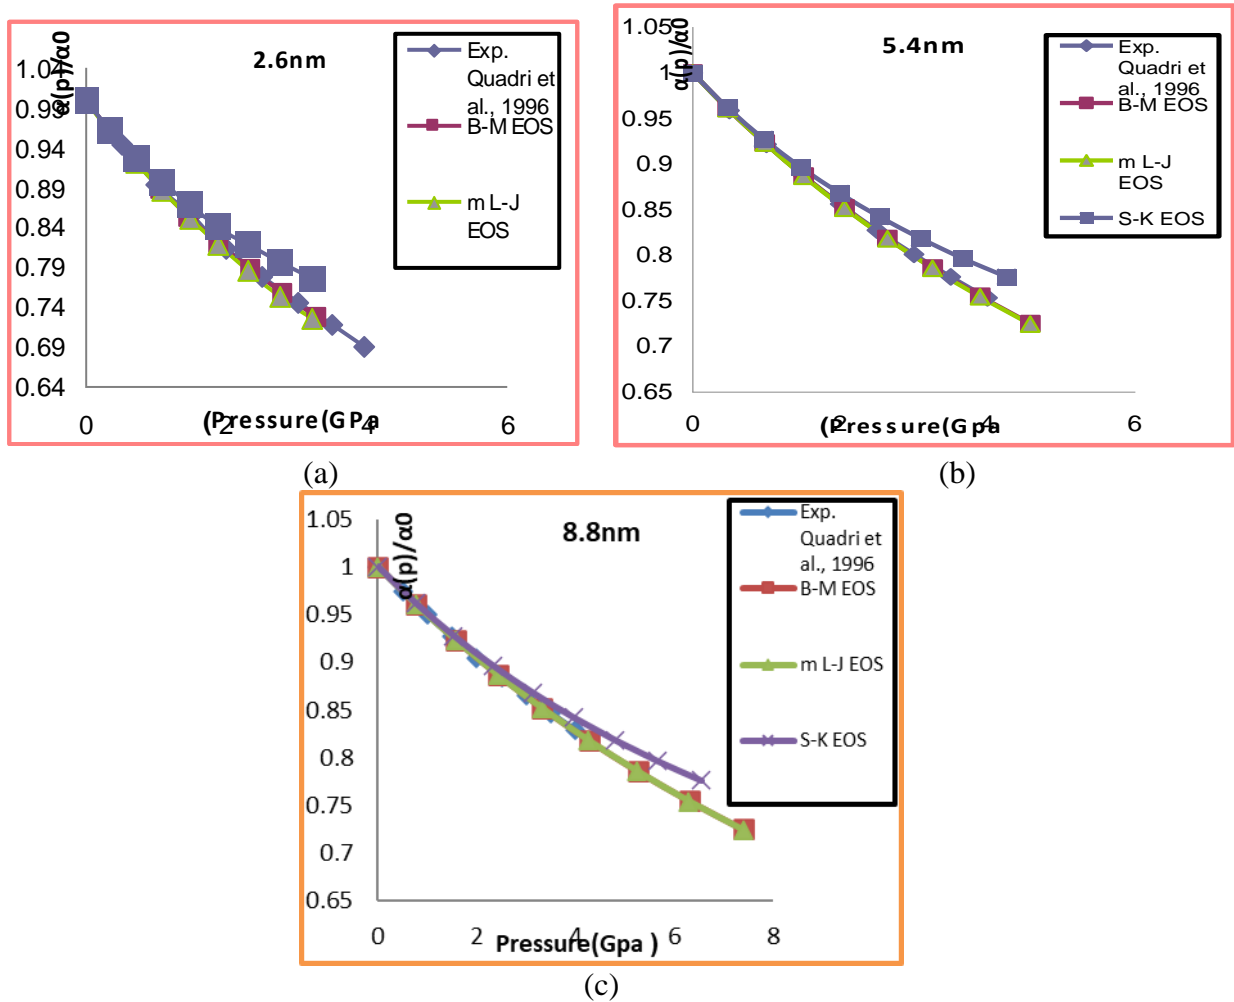 2.6nm
α(p)/α0
1.04
0.99
0.94
0.89
0.84
0.79
0.74
0.69
0.64
0 2 4 6
(Pressure(GPa
Exp.
Quadri et
al., 1996
B-M EOS
m L-J
EOS
(a)
5.4nm
α(p)/α0
1.05
1
0.95
0.9
0.85
0.8
0.75
0.7
0.65
0 2 4 6
(Pressure(Gpa
Exp.
Quadri et
al., 1996
B-M EOS
m L-J
EOS
S-K EOS
(b)
8.8nm
α(p)/α0
1.05
1
0.95
0.9
0.85
0.8
0.75
0.7
0.65
0 2 4 6 8
Pressure(Gpa )
Exp.
Quadri et
al., 1996
B-M EOS
m L-J EOS
S-K EOS
(c)